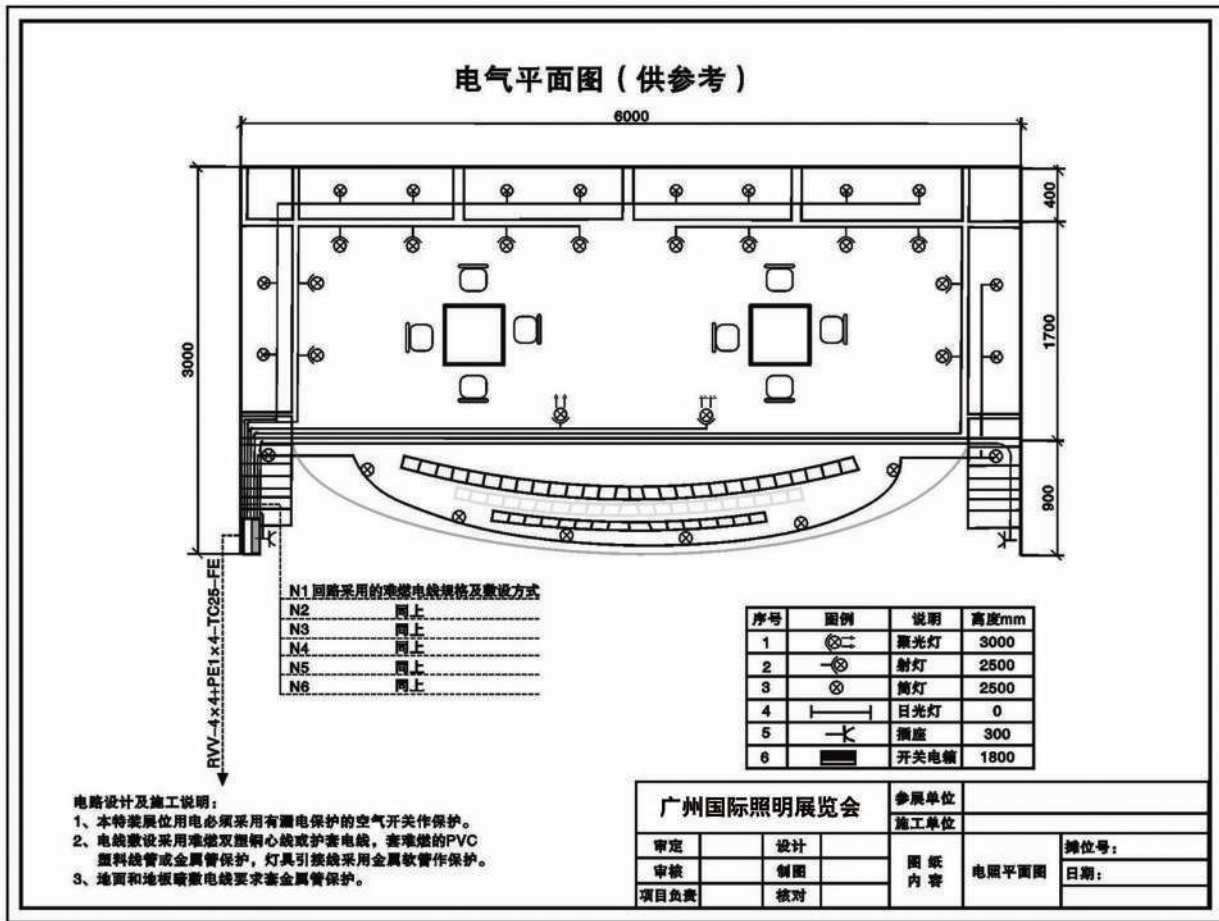 电气平面图（供参考）
6000
400
3000
1700
900
N1回路采用的难燃电线规格及敷设方式
N2 同上
N3 同上
N4 同上
N5 同上
N6 同上
RVV-4×4+PE1×4-TC25-FE
序号 图例 说明 高度mm
1 聚光灯 3000
2 射灯 2500
3 筒灯 2500
4 日光灯 0
5 插座 300
6 开关电箱 1800
电路设计及施工说明：
1、本特装展位用电必须采用有漏电保护的空气开关作保护。
2、电线敷设采用难燃双塑铜心线或护套电线，套难燃的PVC
塑料线管或金属管保护，灯具引接线采用金属软管作保护。
3、地面和地板暗敷电线要求套金属管保护。
广州国际照明展览会
参展单位
施工单位
审定 设计
审核 制图
项目负责 核对
图纸
内容
电照平面图
摊位号：
日期：